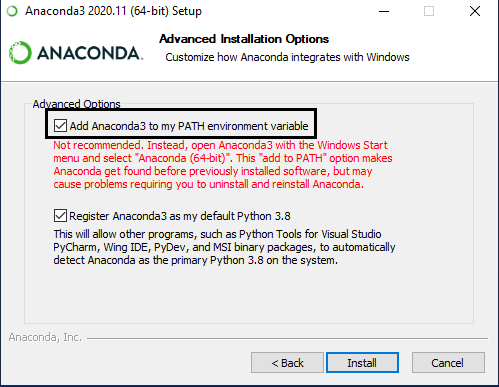 Anaconda3 2020.11 (64-bit) Setup
ANACONDA.
Advanced Installation Options
Customize how Anaconda integrates with Windows
Advanced Options
Add Anaconda3 to my PATH environment variable
Not recommended. Instead, open Anaconda3 with the Windows Start
menu and select "Anaconda (64-bit)". This "add to PATH" option makes
Anaconda get found before previously installed software, but may
cause problems requiring you to uninstall and reinstall Anaconda.
Register Anaconda3 as my default Python 3.8
This will allow other programs, such as Python Tools for Visual Studio
PyCharm, Wing IDE, PyDev, and MSI binary packages, to automatically
detect Anaconda as the primary Python 3.8 on the system.
Anaconda, Inc.
< Back
Install
Cancel